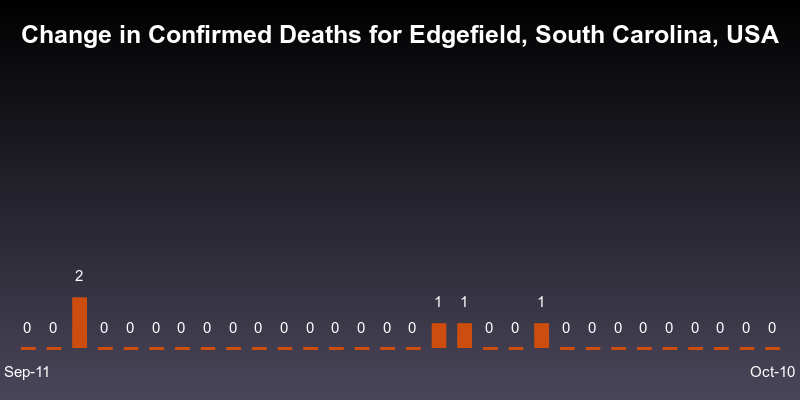 Change in Confirmed Deaths for Edgefield, South Carolina, USA
2
1 1 1
0 0 0 0 0 0 0 0 0 0 0 0 0 0 0 0 0 0 0 0 0 0 0 0 0 0
Sep-11 Oct-10